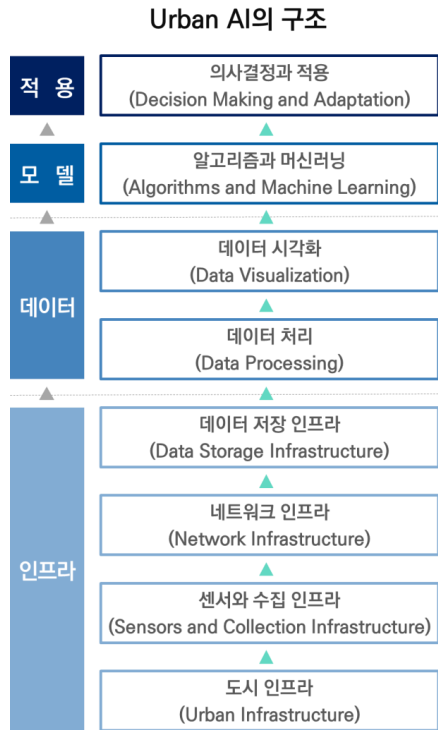 Urban AI의 구조
적 용
의사결정과 적용
(Decision Making and Adaptation)
모 델
알고리즘과 머신러닝
(Algorithms and Machine Learning)
데이터
데이터 시각화
(Data Visualization)
데이터 처리
(Data Processing)
인프라
데이터 저장 인프라
(Data Storage Infrastructure)
네트워크 인프라
(Network Infrastructure)
센서와 수집 인프라
(Sensors and Collection Infrastructure)
도시 인프라
(Urban Infrastructure)